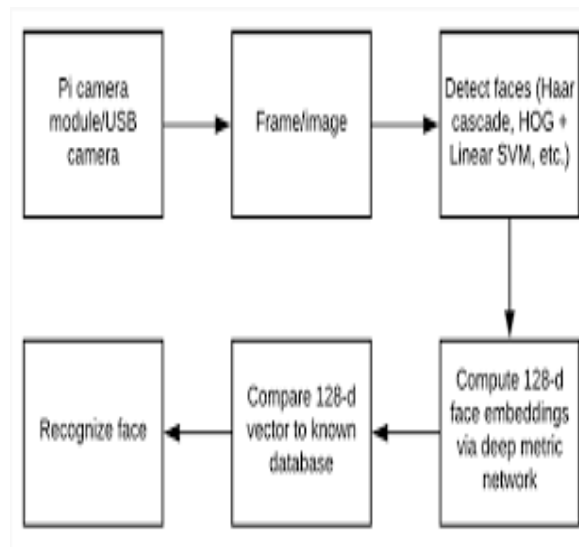 Pi camera
module/USB
camera
Frame/image
Detect faces (Haar
cascade, HOG +
Linear SVM, etc.)
Compute 128-d
face embeddings
via deep metric
network
Compare 128-d
vector to known
database
Recognize face